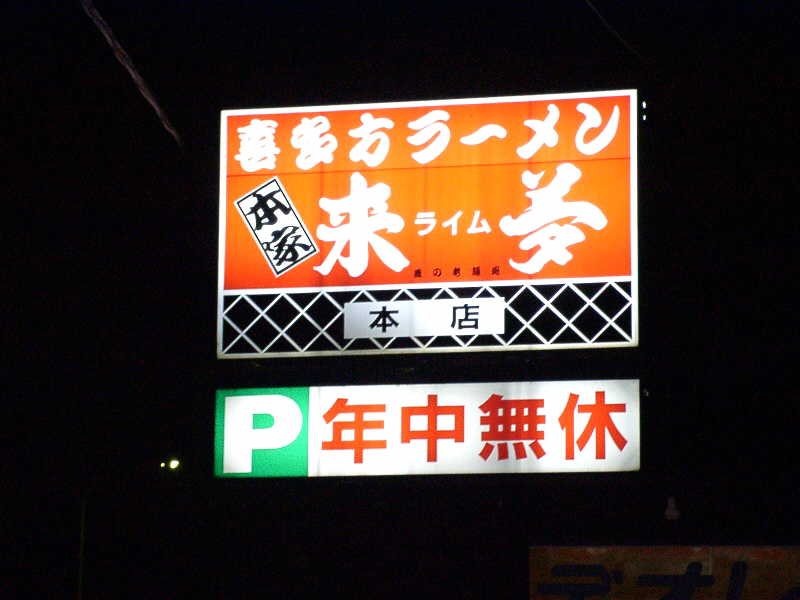 喜多方ラーメン
本家
来
ライム
夢
本店
P 年中無休